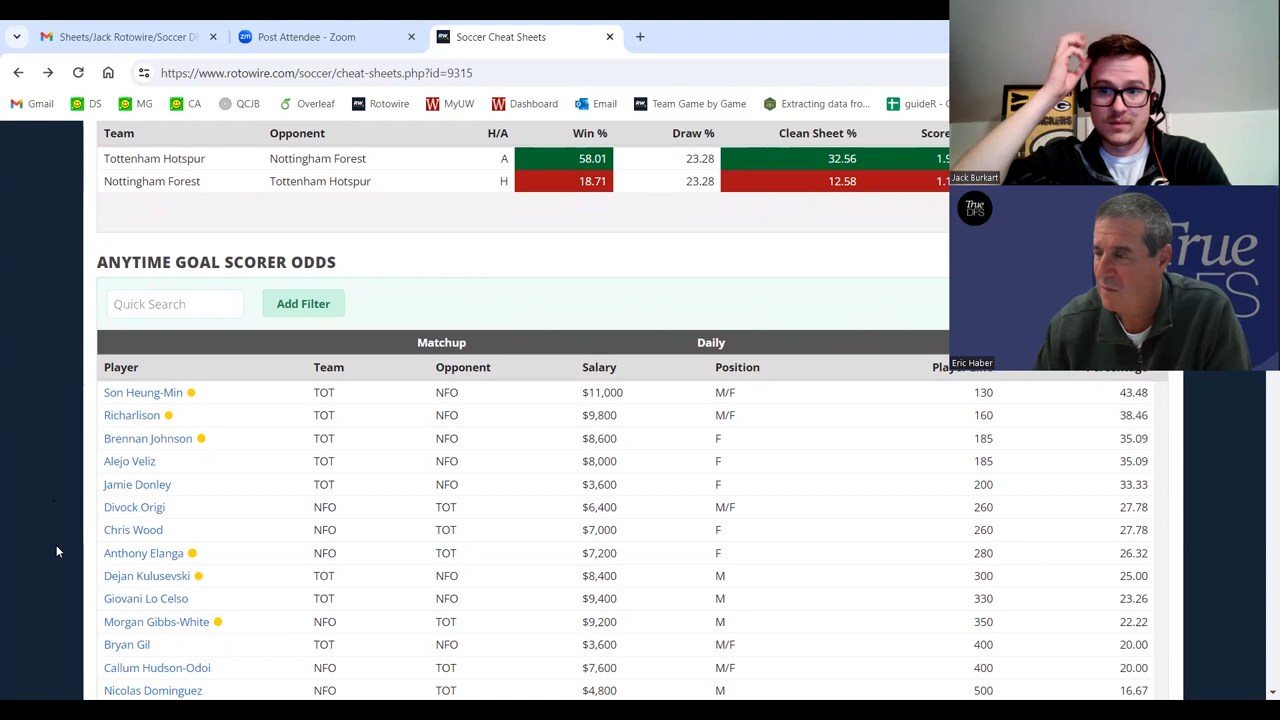 Sheets/Jack Rotowire/Soccer D
Post Attendee - Zoom
Soccer Cheat Sheets
https://www.rotowire.com/soccer/cheat-sheets.php?id=9315
Gmail DS MG CA QCJB Overleaf Rotowire MyUW Dashboard Email Team Game by Game Extracting data fro... guideR - G
Team Opponent H/A Win % Draw % Clean Sheet % Score
Tottenham Hotspur Nottingham Forest A 58.01 23.28 32.56 1.9
Nottingham Forest Tottenham Hotspur H 18.71 23.28 12.58 1.1
ANYTIME GOAL SCORER ODDS
Quick Search Add Filter
Matchup Daily
Player Team Opponent Salary Position
Son Heung-Min TOT NFO $11,000 M/F 130 43.48
Richarlison TOT NFO $9,800 M/F 160 38.46
Brennan Johnson TOT NFO $8,600 F 185 35.09
Alejo Veliz TOT NFO $8,000 F 185 35.09
Jamie Donley TOT NFO $3,600 F 200 33.33
Divock Origi NFO TOT $6,400 M/F 260 27.78
Chris Wood NFO TOT $7,000 F 260 27.78
Anthony Elanga NFO TOT $7,200 F 280 26.32
Dejan Kulusevski TOT NFO $8,400 M 300 25.00
Giovani Lo Celso TOT NFO $9,400 M 330 23.26
Morgan Gibbs-White NFO TOT $9,200 M 350 22.22
Bryan Gil TOT NFO $3,600 M/F 400 20.00
Callum Hudson-Odoi NFO TOT $7,600 M/F 400 20.00
Nicolas Dominguez NFO TOT $4,800 M 500 16.67
PACKERS
Jack Burkart
True
DFS
True
DFS
Eric Haber